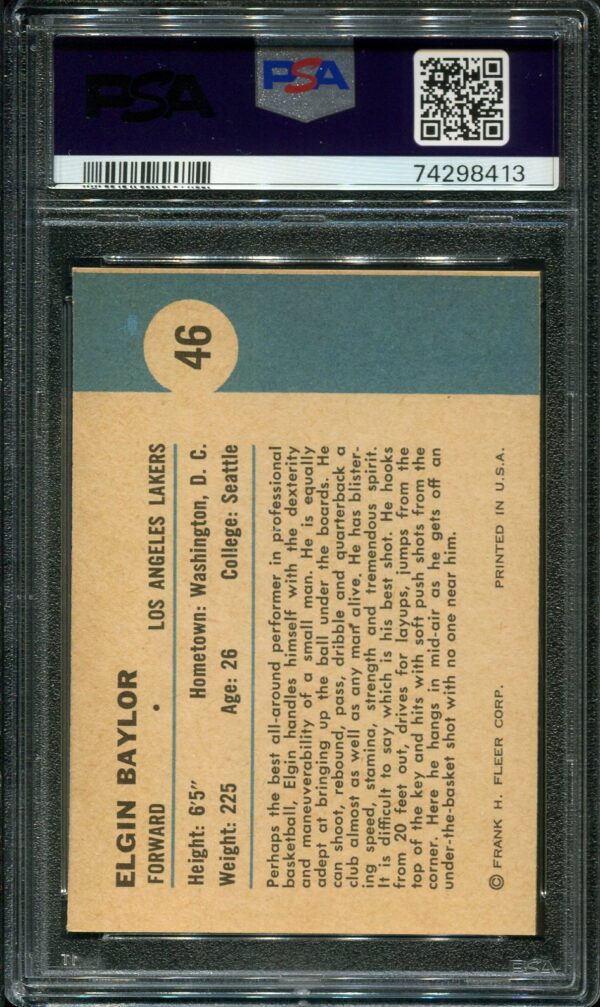 PSA
PSA
74298413
46
ELGIN BAYLOR
FORWARD • LOS ANGELES LAKERS
Height: 6'5" Hometown: Washington, D. C.
Weight: 225 Age: 26 College: Seattle
Perhaps the best all-around performer in professional
basketball, Elgin handles himself with the dexterity
and maneuverability of a small man. He is equally
adept at bringing up the ball under the boards. He
can shoot, rebound, pass, dribble and quarterback a
club almost as well as any man alive. He has blister-
ing speed, stamina, strength and tremendous spirit.
It is difficult to say which is his best shot. He hooks
from 20 feet out, drives for layups, jumps from the
top of the key and hits with soft push shots from the
corner. Here he hangs in mid-air as he gets off an
under-the-basket shot with no one near him.
© FRANK H. FLEER CORP. PRINTED IN U.S.A.
PSA